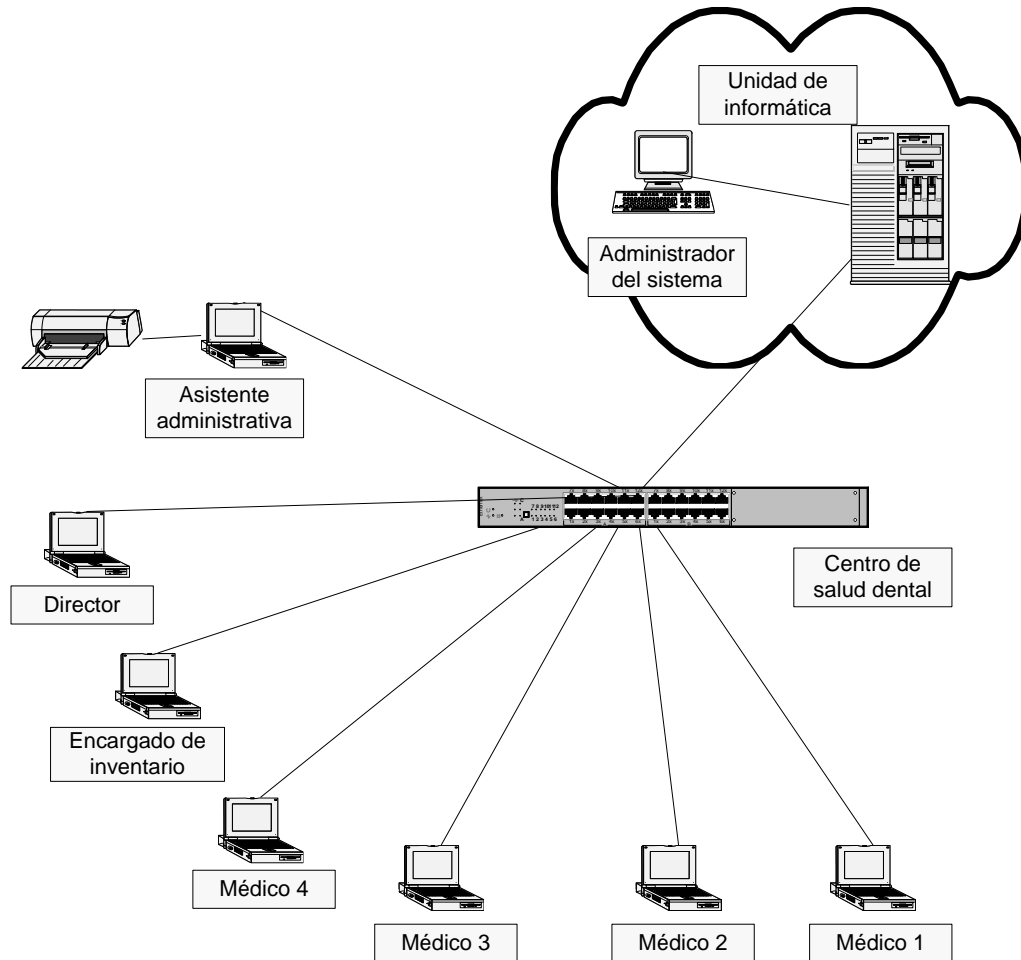 Unidad de
informática
Administrador
del sistema
Asistente
administrativa
Director
Centro de
salud dental
Encargado de
inventario
Médico 4
Médico 3
Médico 2
Médico 1